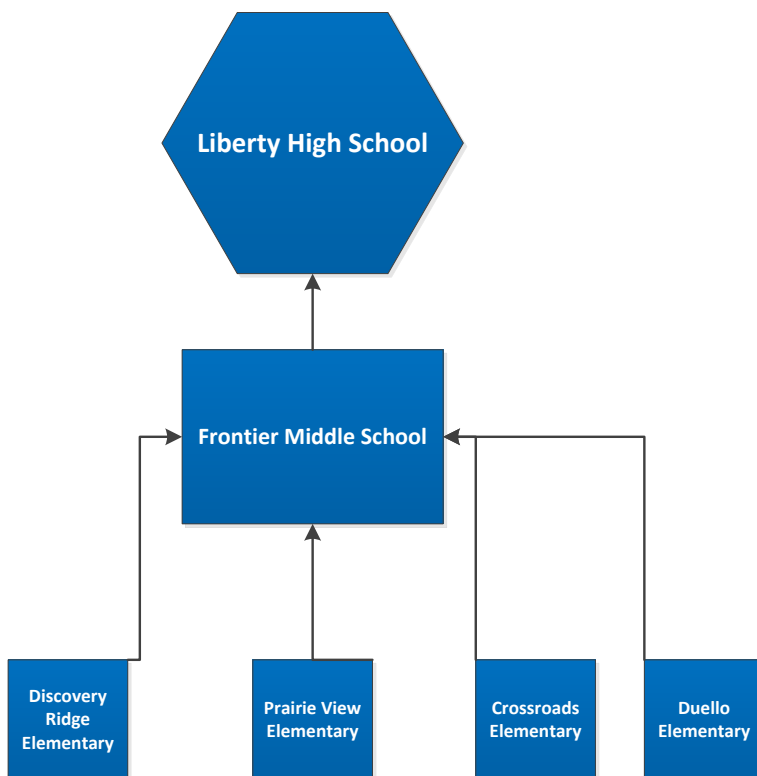 Liberty High School
Frontier Middle School
Discovery
Ridge
Elementary
Prairie View
Elementary
Crossroads
Elementary
Duello
Elementary